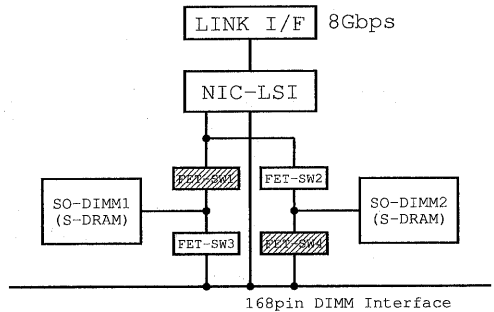 LINK I/F 8Gbps
NIC-LSI
FET-SW1 FET-SW2
SO-DIMM1
(S-DRAM)
SO-DIMM2
(S-DRAM)
FET-SW3 FET-SW4
168pin DIMM Interface